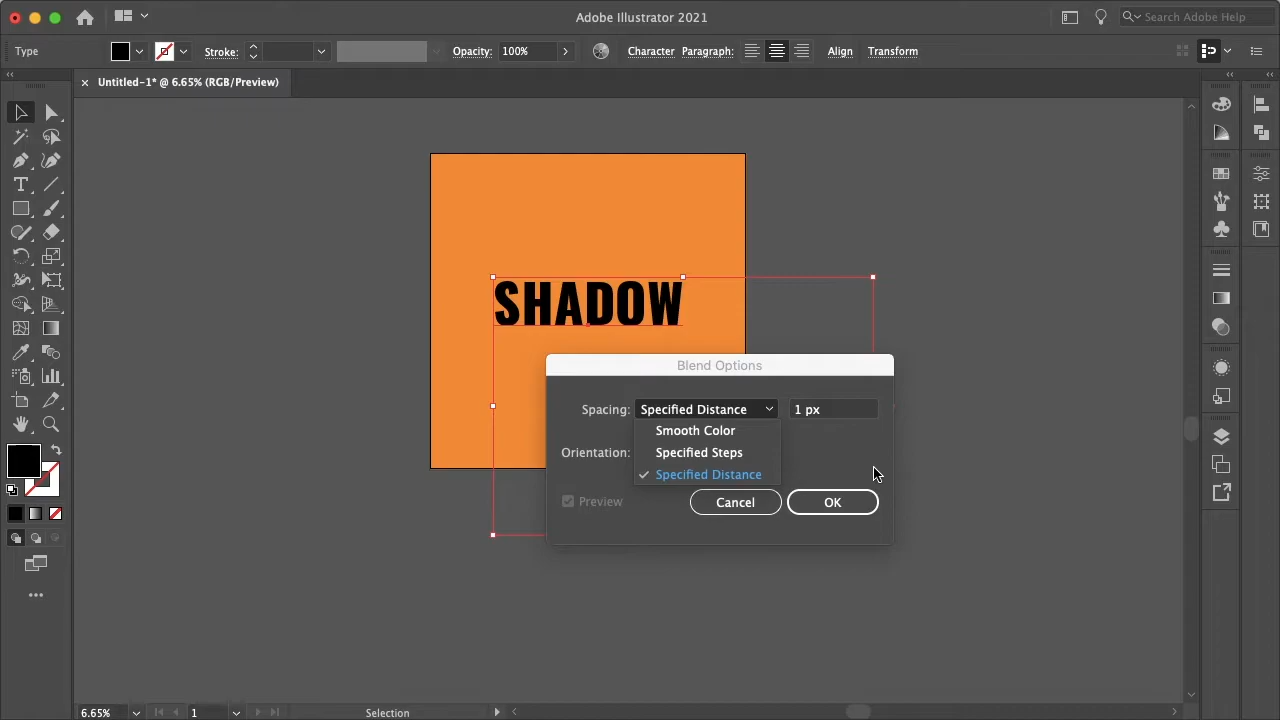 Adobe Illustrator 2021
Search Adobe Help
Type
Stroke:
Opacity:
100%
Character
Paragraph:
Align
Transform
× Untitled-1* @ 6.65% (RGB/Preview)
SHADOW
Blend Options
Spacing:
Specified Distance
1 px
Smooth Color
Specified Steps
Orientation:
Specified Distance
Preview
Cancel
OK
6.65%
1
Selection